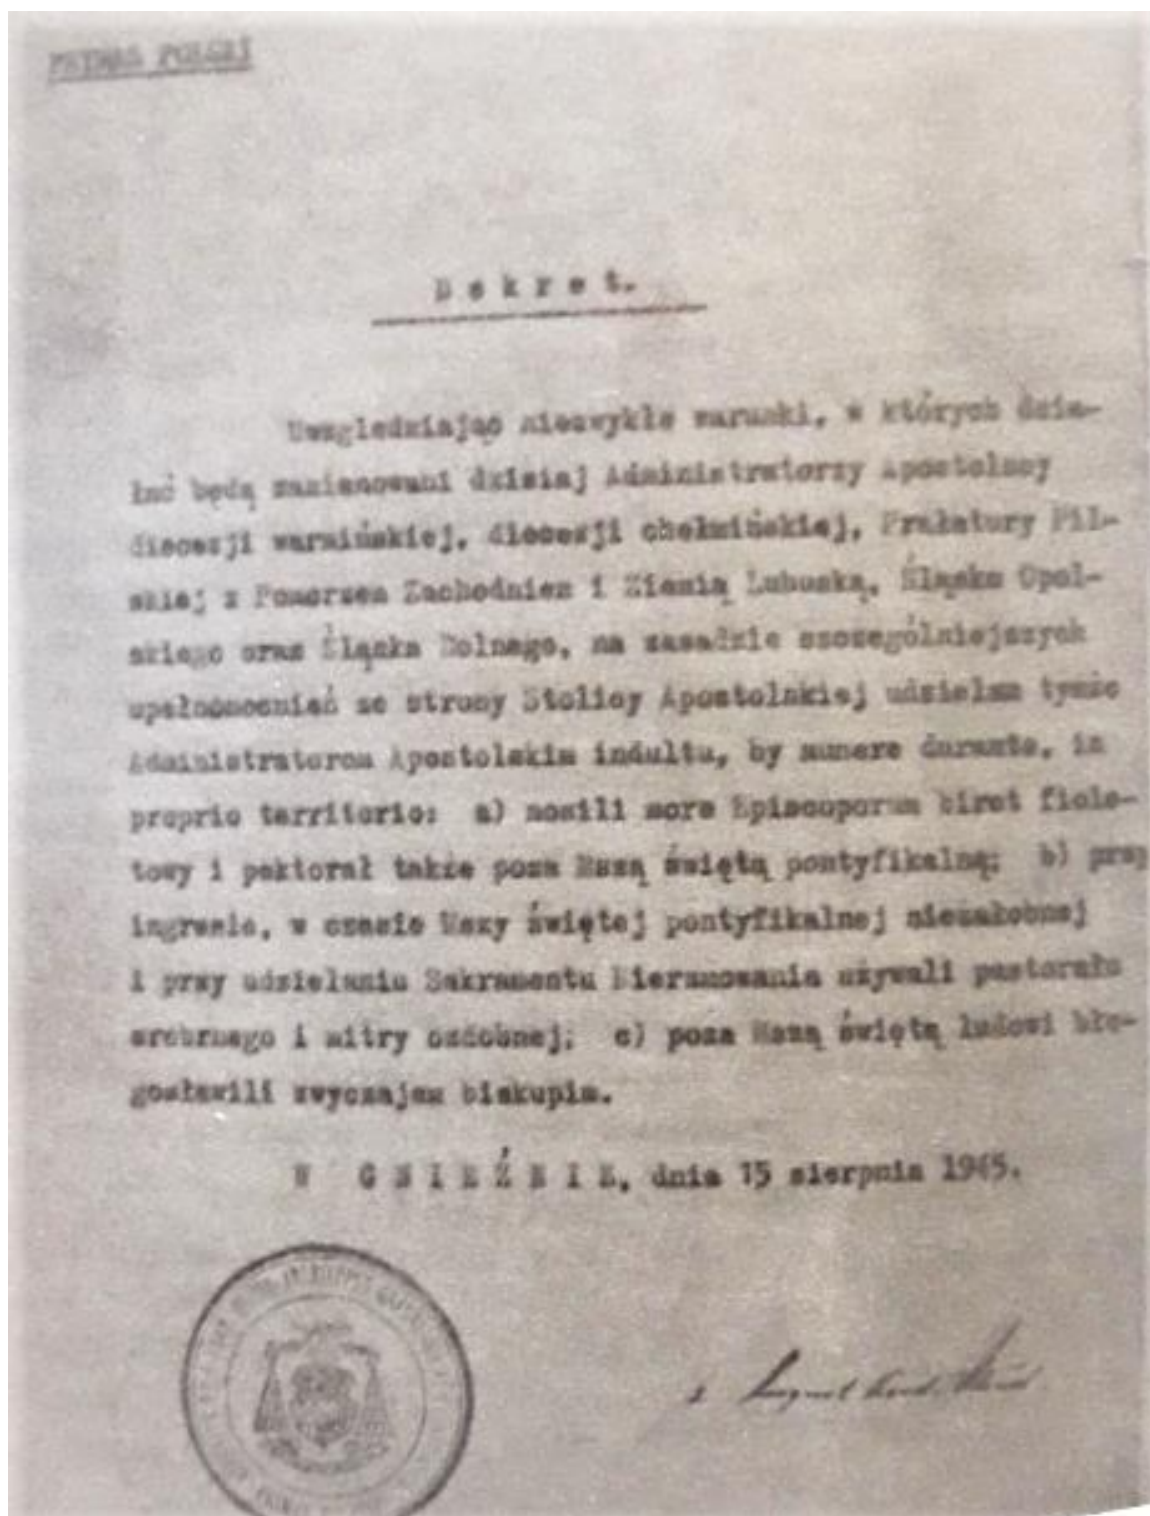 PRYMAS POLSKI
Dekret.
Uwzględniając niezwykłe warunki, w których dzia-
łać będą zamianowani dzisiaj Administratorzy Apostolscy
diecezji warmińskiej, diecezji chełmińskiej, Prałatury Pil-
skiej z Pomorzem Zachodniem i Ziemią Lubuską, Śląska Opol-
skiego oraz Śląska Dolnego, na zasadzie szczególniejszych
upełnomocnień ze strony Stolicy Apostolskiej udzielam tymże
Administratorom Apostolskim indultu, by munere durante, in
proprio territorio: a) nosili more Episcoporum biret fiole-
towy i pektorał także poza Mszą świętą pontyfikalną; b) przy
ingresie, w czasie Mszy świętej pontyfikalnej nieżałobnej
i przy udzielaniu Sakramentu Bierzmowania używali pastorału
srebrnego i mitry ozdobnej; c) poza Mszą świętą ludowi bło-
gosławili zwyczajem biskupim.
W GNIEŹNIE, dnia 15 sierpnia 1945.